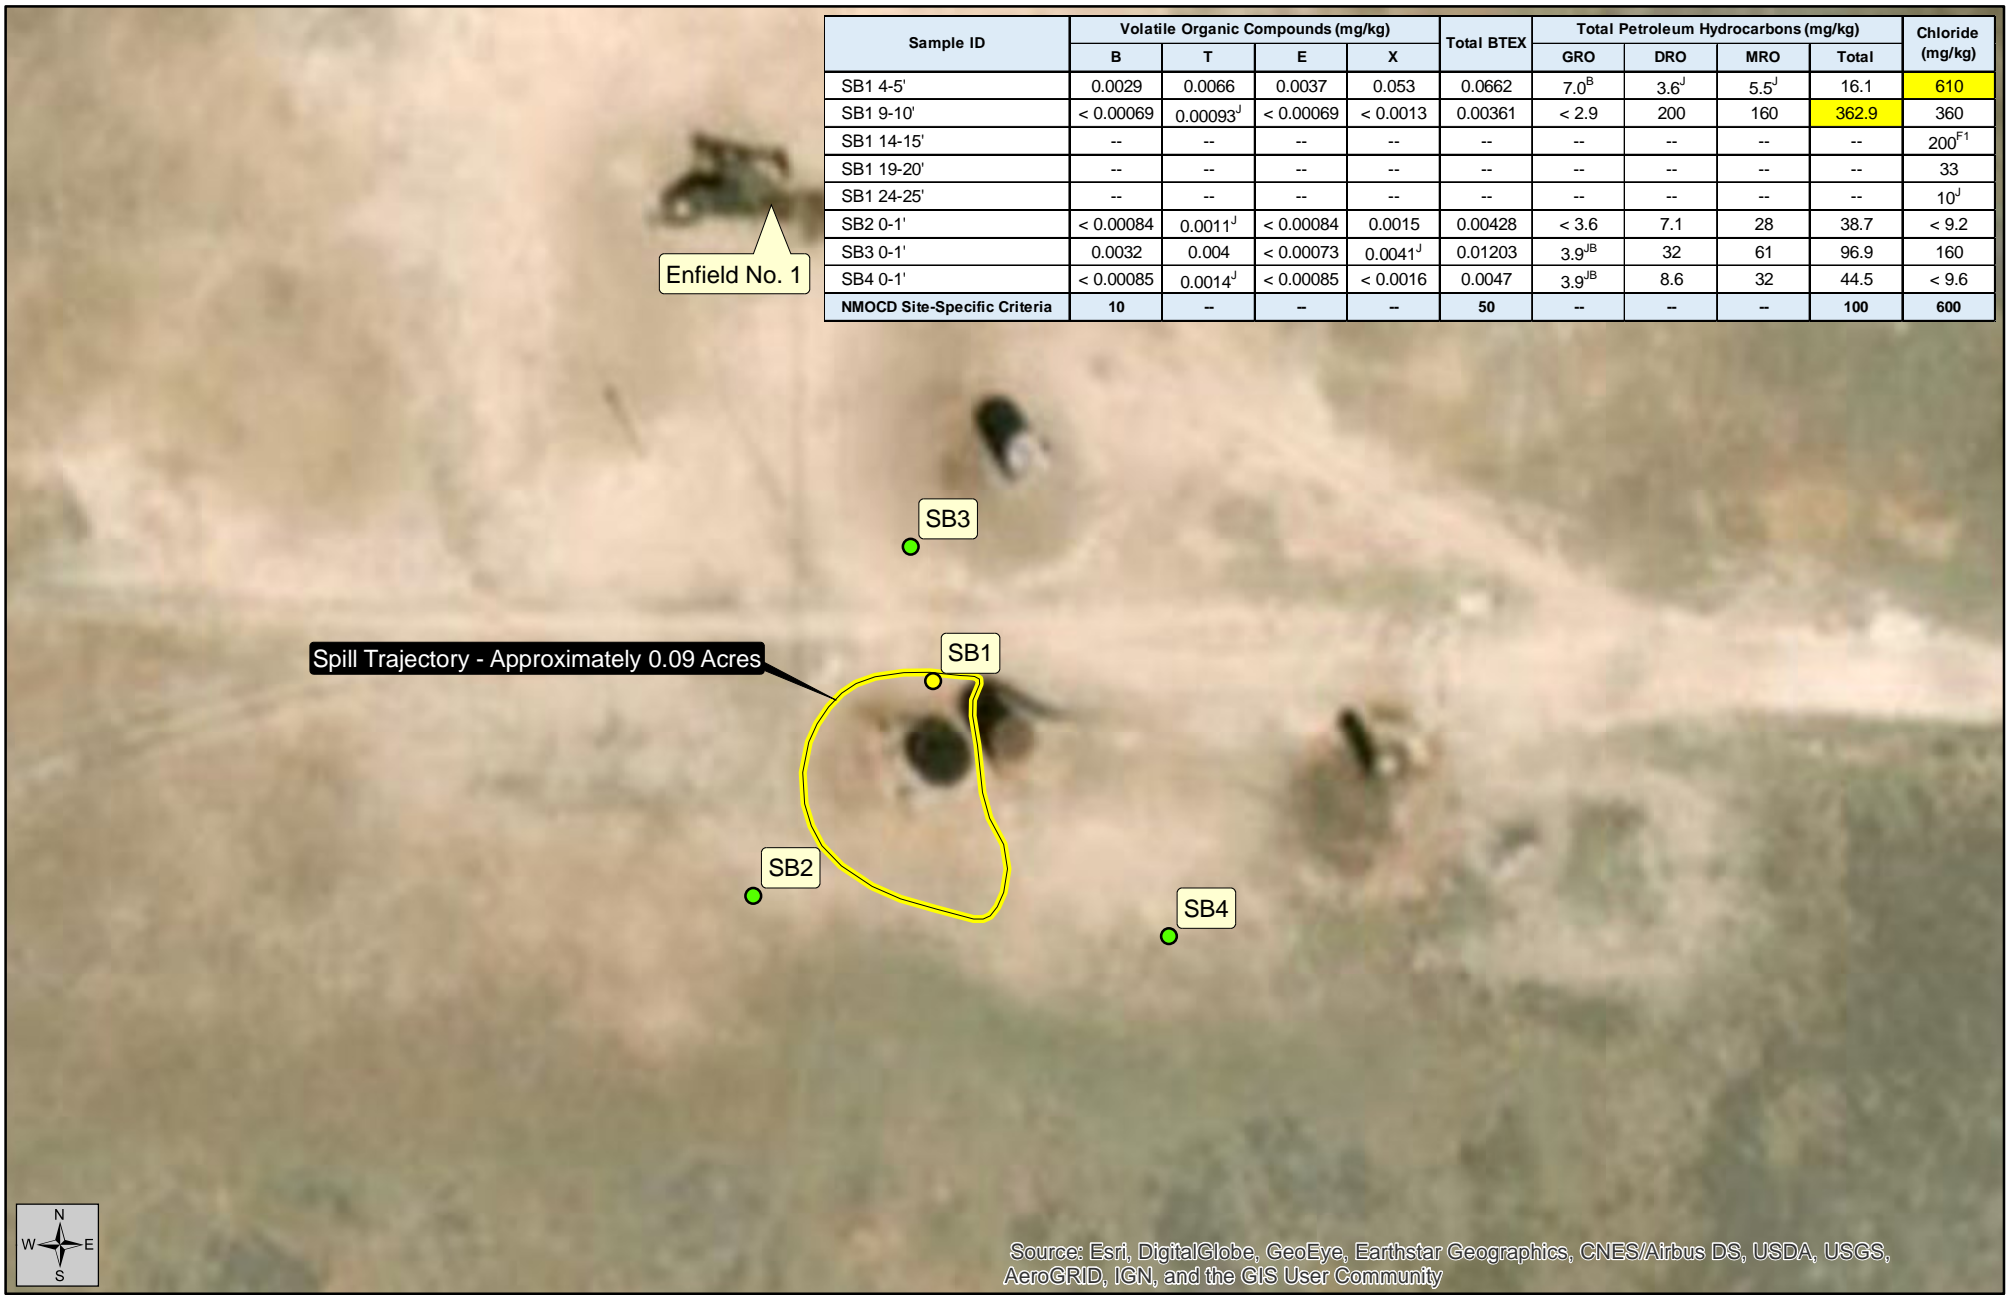 Sample ID Volatile Organic Compounds (mg/kg) Total BTEX Total Petroleum Hydrocarbons (mg/kg) Chloride (mg/kg)
B T E X GRO DRO MRO Total
SB1 4-5' 0.0029 0.0066 0.0037 0.053 0.0662 7.0B 3.6J 5.5J 16.1 610
SB1 9-10' < 0.00069 0.00093J < 0.00069 < 0.0013 0.00361 < 2.9 200 160 362.9 360
SB1 14-15' -- -- -- -- -- -- -- -- -- 200F1
SB1 19-20' -- -- -- -- -- -- -- -- -- 33
SB1 24-25' -- -- -- -- -- -- -- -- -- 10J
SB2 0-1' < 0.00084 0.0011J < 0.00084 0.0015 0.00428 < 3.6 7.1 28 38.7 < 9.2
SB3 0-1' 0.0032 0.004 < 0.00073 0.0041J 0.01203 3.9JB 32 61 96.9 160
SB4 0-1' < 0.00085 0.0014J < 0.00085 < 0.0016 0.0047 3.9JB 8.6 32 44.5 < 9.6
NMOCD Site-Specific Criteria 10 -- -- -- 50 -- -- -- 100 600
Enfield No. 1
SB3
SB1
Spill Trajectory - Approximately 0.09 Acres
SB2
SB4
N
W E
S
Source: Esri, DigitalGlobe, GeoEye, Earthstar Geographics, CNES/Airbus DS, USDA, USGS,
AeroGRID, IGN, and the GIS User Community